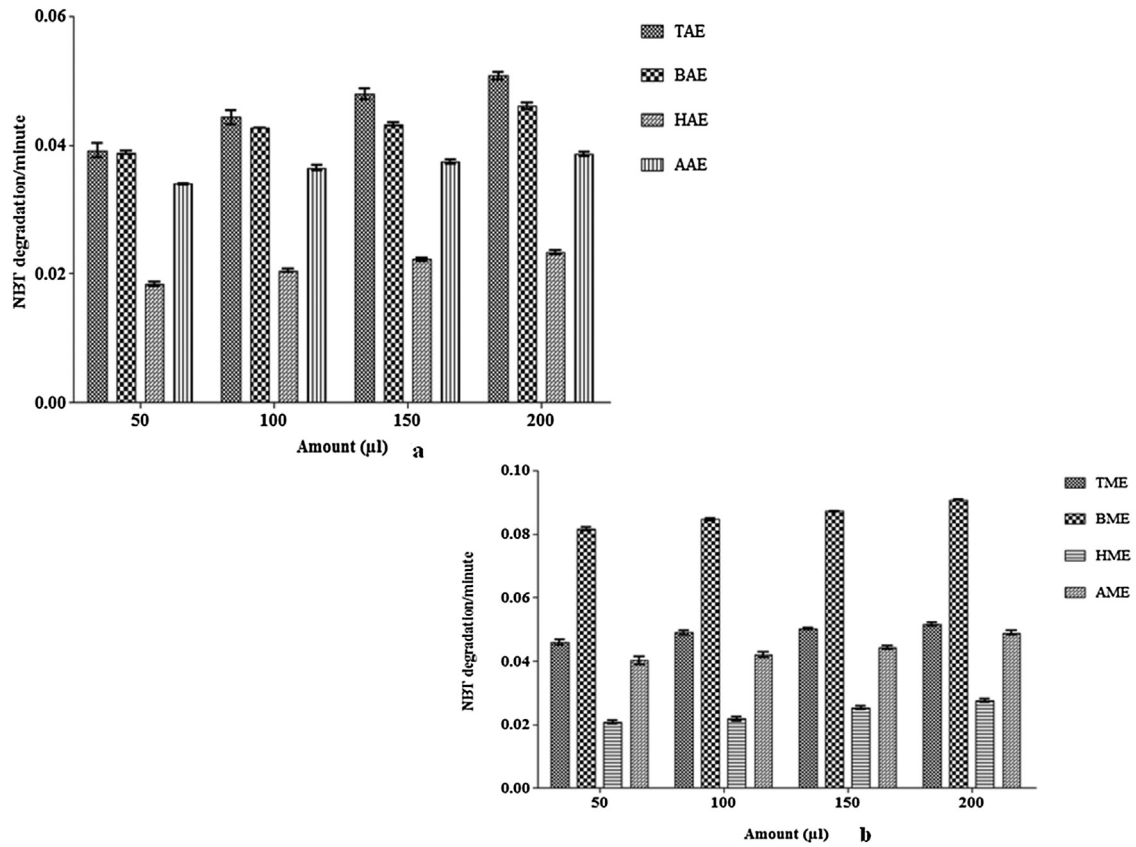 0.06
0.04
0.02
0.00
NBT degradation/minute
50 100 150 200
Amount (µl) a
TAE
BAE
HAE
AAE
0.10
0.08
0.06
0.04
0.02
0.00
NBT degradation/minute
50 100 150 200
Amount (µl) b
TME
BME
HME
AME